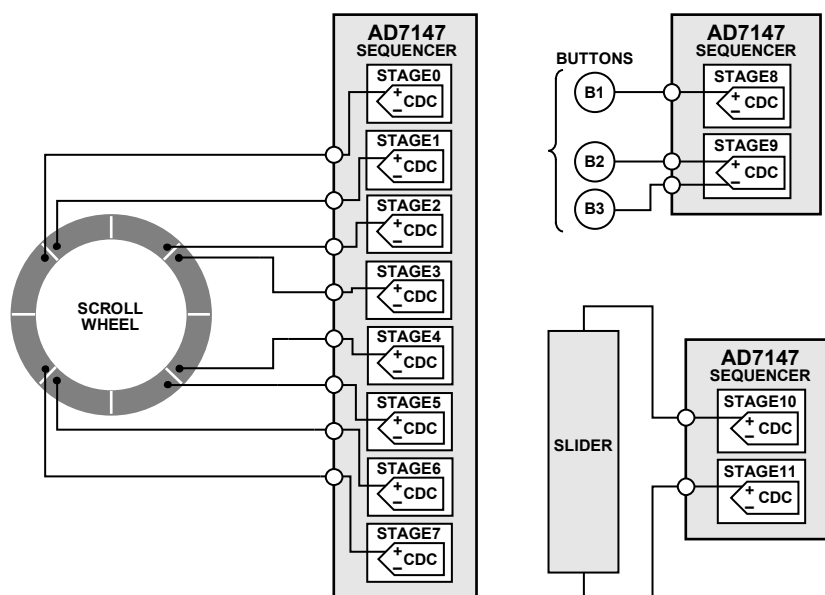 AD7147
SEQUENCER
STAGE0
+
−
CDC
STAGE1
+
−
CDC
STAGE2
+
−
CDC
STAGE3
+
−
CDC
STAGE4
+
−
CDC
STAGE5
+
−
CDC
STAGE6
+
−
CDC
STAGE7
+
−
CDC
SCROLL
WHEEL
BUTTONS
B1
B2
B3
AD7147
SEQUENCER
STAGE8
+
−
CDC
STAGE9
+
−
CDC
SLIDER
AD7147
SEQUENCER
STAGE10
+
−
CDC
STAGE11
+
−
CDC